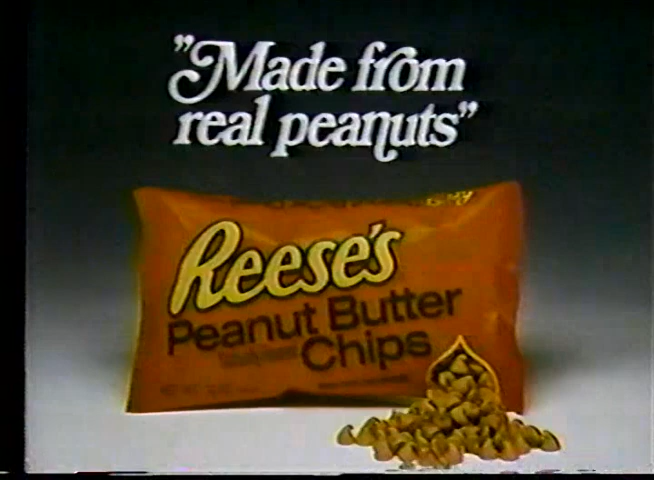 ”Made from
real peanuts”
Reese's
Peanut Butter
Chips